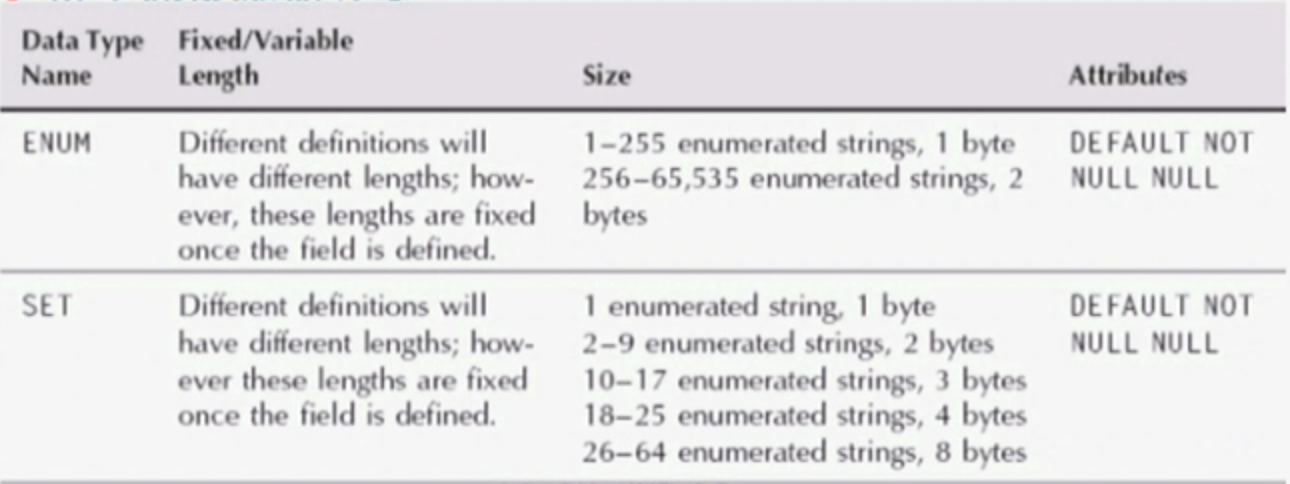 Data Type Fixed/Variable
Name Length Size Attributes
ENUM Different definitions will 1–255 enumerated strings, 1 byte DEFAULT NOT
have different lengths; how- 256–65,535 enumerated strings, 2 NULL NULL
ever, these lengths are fixed bytes
once the field is defined.
SET Different definitions will 1 enumerated string, 1 byte DEFAULT NOT
have different lengths; how- 2–9 enumerated strings, 2 bytes NULL NULL
ever these lengths are fixed 10–17 enumerated strings, 3 bytes
once the field is defined. 18–25 enumerated strings, 4 bytes
26–64 enumerated strings, 8 bytes